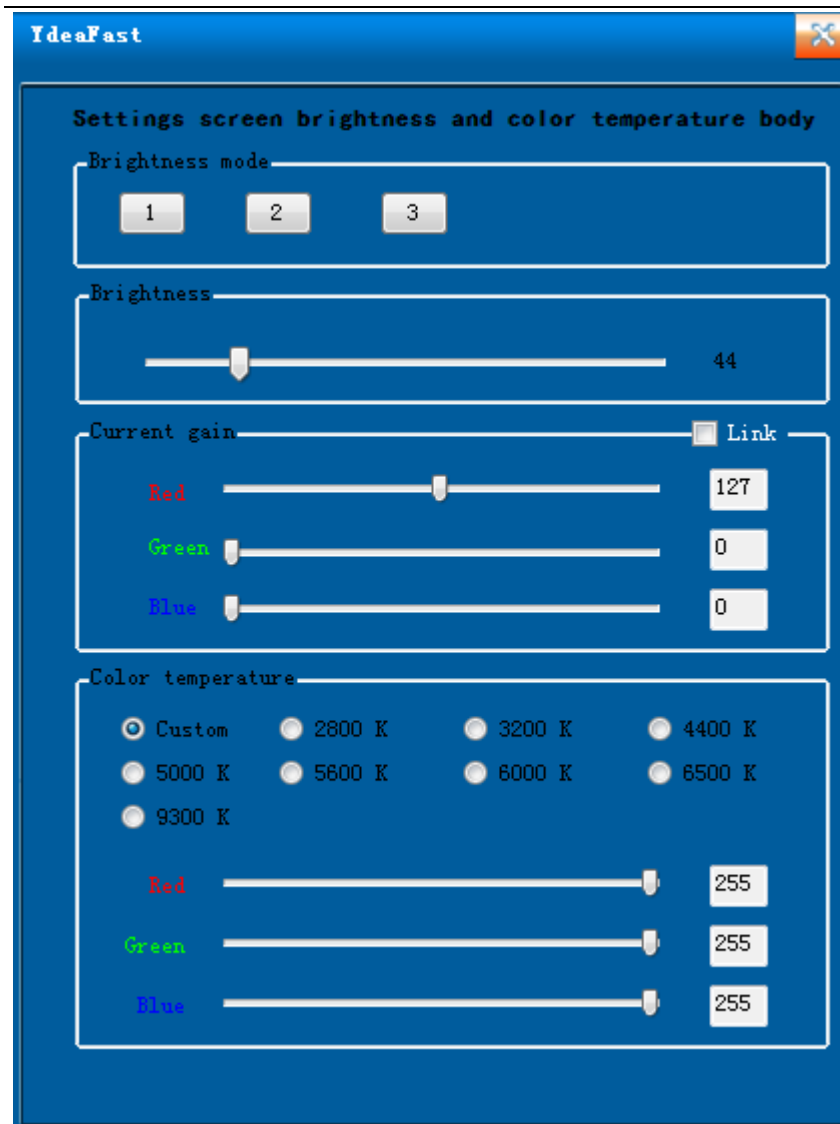 YdeaFast
Settings screen brightness and color temperature body
Brightness mode
1 2 3
Brightness
44
Current gain Link
Red 127
Green 0
Blue 0
Color temperature
Custom 2800 K 3200 K 4400 K
5000 K 5600 K 6000 K 6500 K
9300 K
Red 255
Green 255
Blue 255